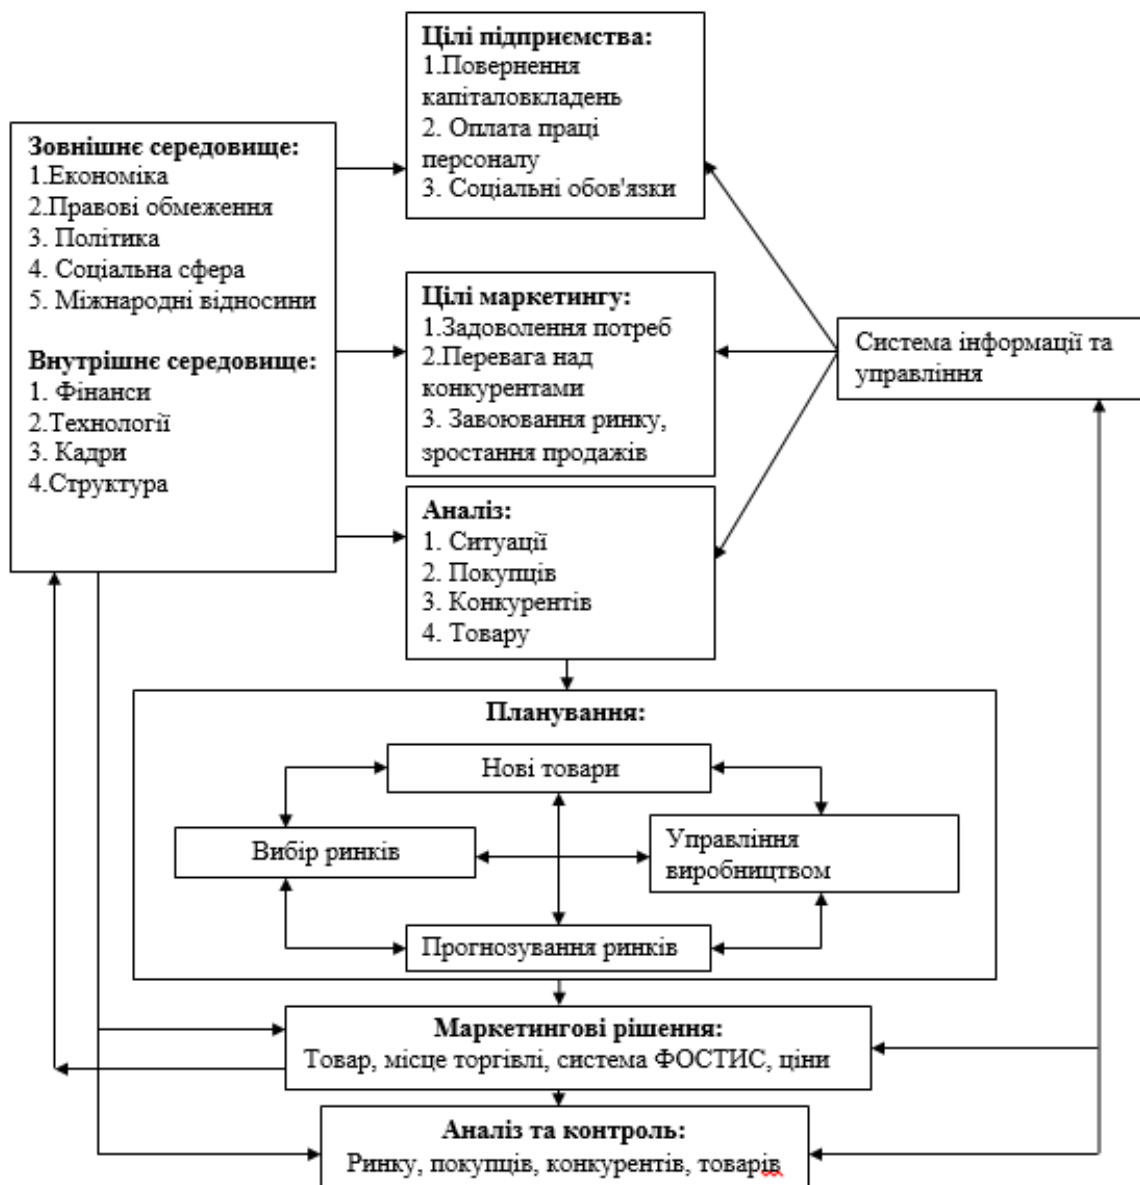 Цілі підприємства:
1.Повернення
капіталовкладень
2. Оплата праці
персоналу
3. Соціальні обов'язки
Зовнішнє середовище:
1.Економіка
2.Правові обмеження
3. Політика
4. Соціальна сфера
5. Міжнародні відносини
Внутрішнє середовище:
1. Фінанси
2.Технології
3. Кадри
4.Структура
Цілі маркетингу:
1.Задоволення потреб
2.Перевага над
конкурентами
3. Завоювання ринку,
зростання продажів
Система інформації та
управління
Аналіз:
1. Ситуації
2. Покупців
3. Конкурентів
4. Товару
Планування:
Нові товари
Вибір ринків
Управління
виробництвом
Прогнозування ринків
Маркетингові рішення:
Товар, місце торгівлі, система ФОСТИС, ціни
Аналіз та контроль:
Ринку, покупців, конкурентів, товарів